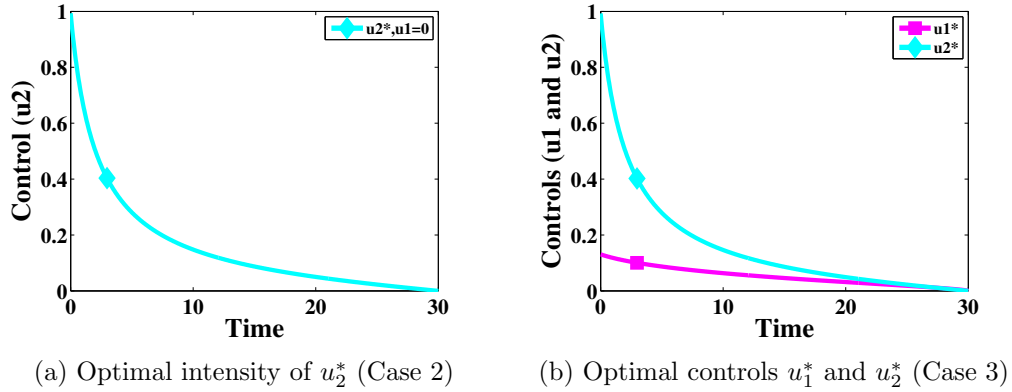 u2*,u1=0
Control (u2)
1
0.8
0.6
0.4
0.2
0
0
10
20
30
Time
(a) Optimal intensity of u₂* (Case 2)
u1*
u2*
Controls (u1 and u2)
1
0.8
0.6
0.4
0.2
0
0
10
20
30
Time
(b) Optimal controls u₁* and u₂* (Case 3)